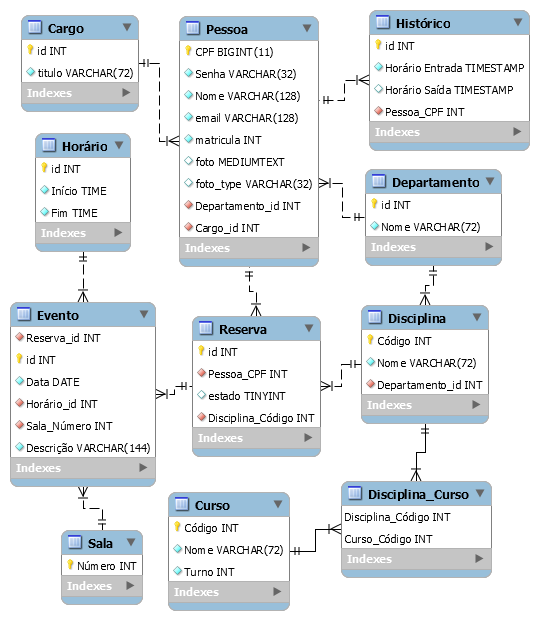 Cargo
id INT
titulo VARCHAR(72)
Indexes
Pessoa
CPF BIGINT(11)
Senha VARCHAR(32)
Nome VARCHAR(128)
email VARCHAR(128)
matricula INT
foto MEDIUMTEXT
foto_type VARCHAR(32)
Departamento_id INT
Cargo_id INT
Indexes
Histórico
id INT
Horário Entrada TIMESTAMP
Horário Saída TIMESTAMP
Pessoa_CPF INT
Indexes
Horário
id INT
Início TIME
Fim TIME
Indexes
Departamento
id INT
Nome VARCHAR(72)
Indexes
Evento
Reserva_id INT
id INT
Data DATE
Horário_id INT
Sala_Número INT
Descrição VARCHAR(144)
Indexes
Reserva
id INT
Pessoa_CPF INT
estado TINYINT
Disciplina_Código INT
Indexes
Disciplina
Código INT
Nome VARCHAR(72)
Departamento_id INT
Indexes
Sala
Número INT
Indexes
Curso
Código INT
Nome VARCHAR(72)
Turno INT
Indexes
Disciplina_Curso
Disciplina_Código INT
Curso_Código INT
Indexes